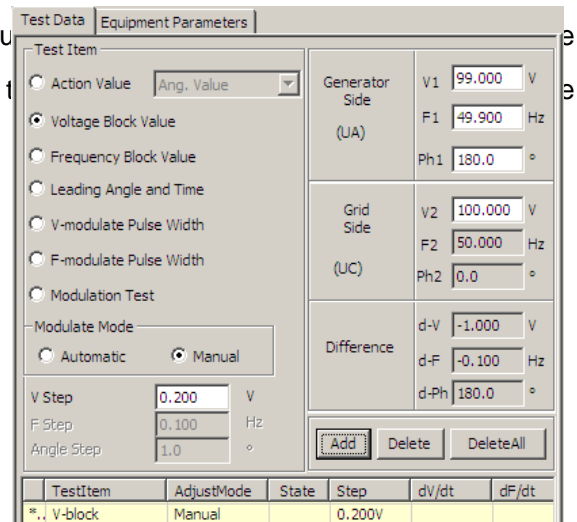 Test Data Equipment Parameters
Test Item
Action Value Ang. Value
Voltage Block Value
Frequency Block Value
Leading Angle and Time
V-modulate Pulse Width
F-modulate Pulse Width
Modulation Test
Modulate Mode
Automatic Manual
V Step 0.200 V
F Step 0.100 Hz
Angle Step 1.0 °
Generator Side (UA)
V1 99.000 V
F1 49.900 Hz
Ph1 180.0 °
Grid Side (UC)
V2 100.000 V
F2 50.000 Hz
Ph2 0.0 °
Difference
d-V -1.000 V
d-F -0.100 Hz
d-Ph 180.0 °
Add Delete DeleteAll
TestItem AdjustMode State Step dV/dt dF/dt
*.. V-block Manual 0.200V